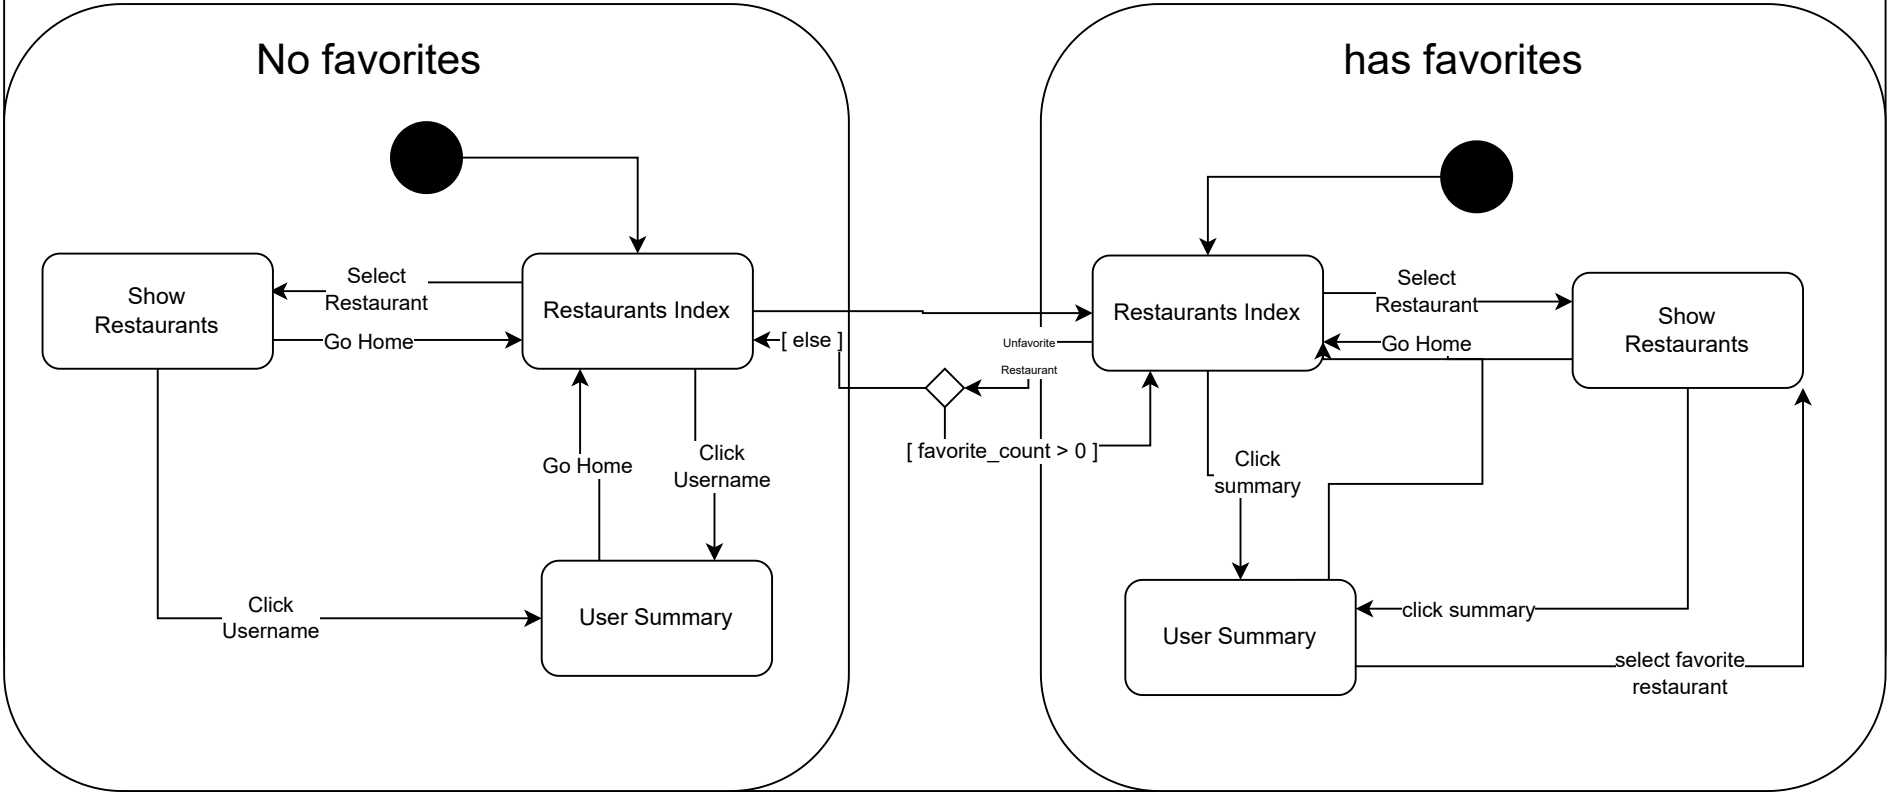 No favorites
has favorites
Select
Restaurant
Show
Restaurants
Restaurants Index
Go Home
[ else ]
Go Home
Click
Username
Click
Username
User Summary
Unfavorite
Restaurant
[ favorite_count > 0 ]
Restaurants Index
Select
Restaurant
Go Home
Show
Restaurants
Click
summary
click summary
User Summary
select favorite
restaurant